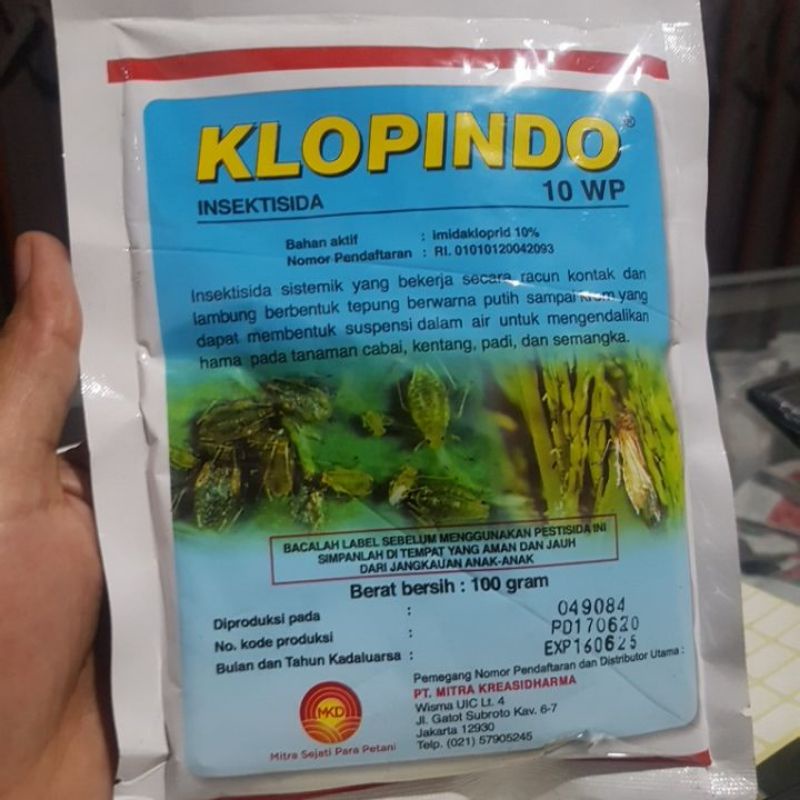 KLOPINDO®
INSEKTISIDA 10 WP
Bahan aktif : Imidakloprid 10%
Nomor Pendaftaran : RI. 01010120042093
Insektisida sistemik yang bekerja secara racun kontak dan
lambung berbentuk tepung berwarna putih sampai krem yang
dapat membentuk suspensi dalam air untuk mengendalikan
hama pada tanaman cabai, kentang, padi, dan semangka.
BACALAH LABEL SEBELUM MENGGUNAKAN PESTISIDA INI
SIMPANLAH DI TEMPAT YANG AMAN DAN JAUH
DARI JANGKAUAN ANAK-ANAK
Berat bersih : 100 gram
Diproduksi pada : 049084
No. kode produksi : PD170620
Bulan dan Tahun Kadaluarsa : EXP160625
Pemegang Nomor Pendaftaran dan Distributor Utama :
PT. MITRA KREASIDHARMA
Wisma UIC Lt. 4
Jl. Gatot Subroto Kav. 6-7
Jakarta 12930
Telp. (021) 57905245
MKD
Mitra Sejati Para Petani